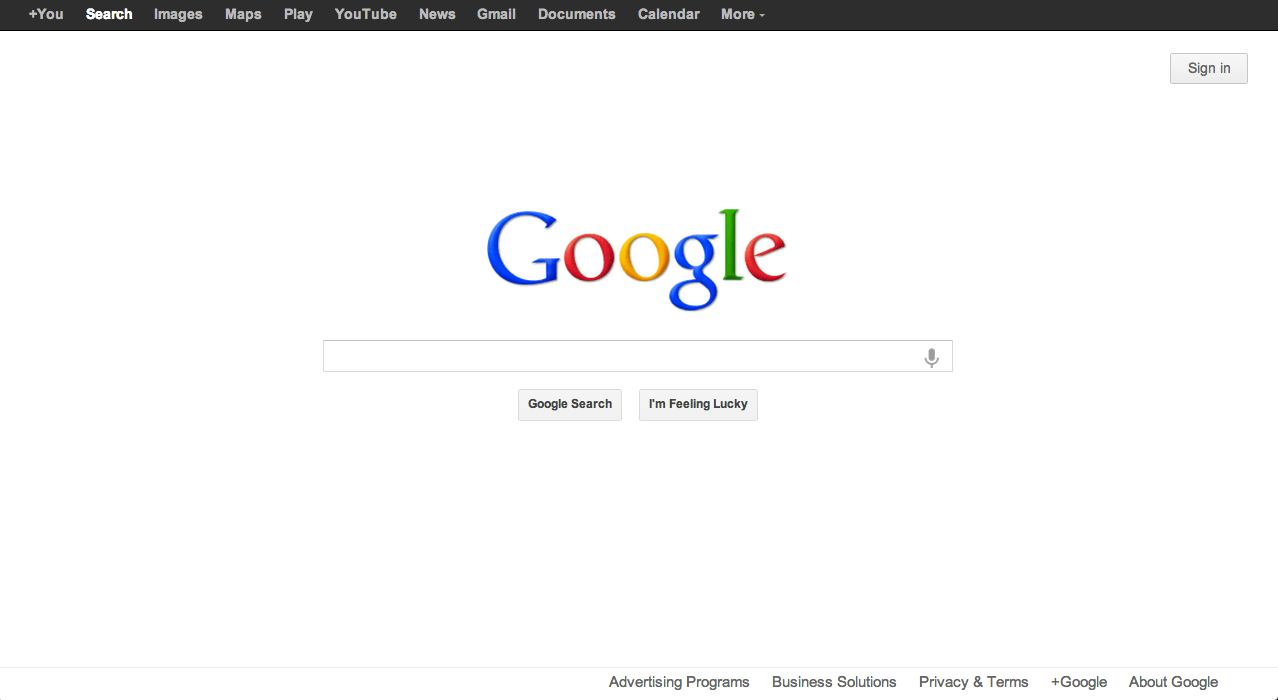 +You Search Images Maps Play YouTube News Gmail Documents Calendar More
Sign in
Google
Google Search I'm Feeling Lucky
Advertising Programs Business Solutions Privacy & Terms +Google About Google